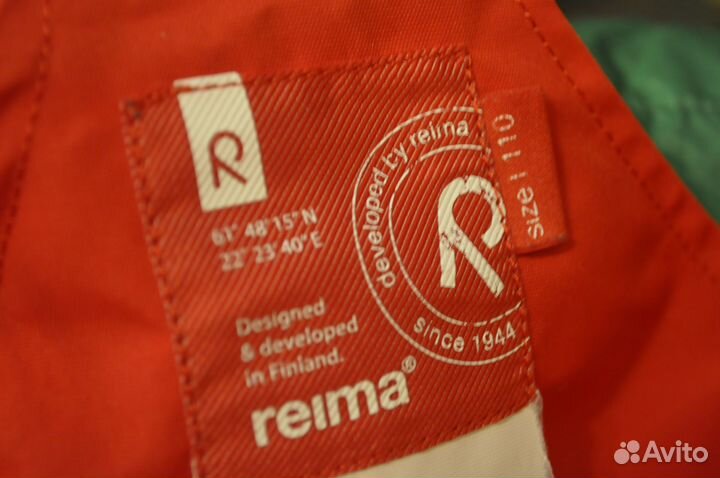 61° 48' 15" N
22° 23' 40" E
Designed
& developed
in Finland.
reima®
developed by reima
since 1944
size | 110
Avito